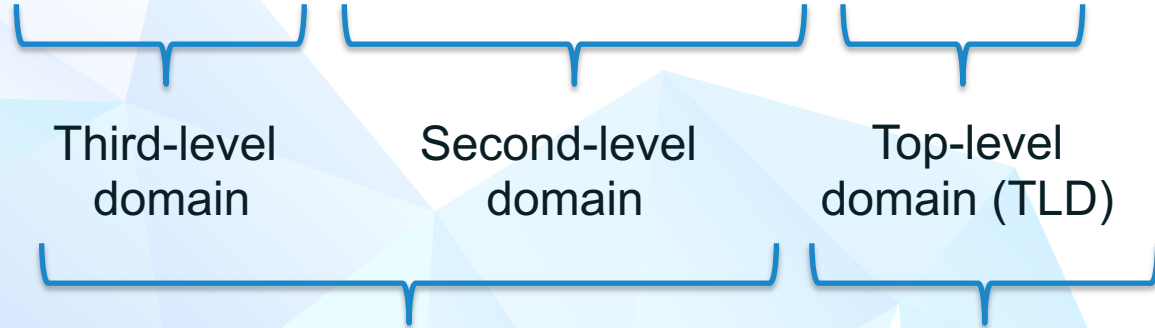 Third-level
domain
Second-level
domain
Top-level
domain (TLD)